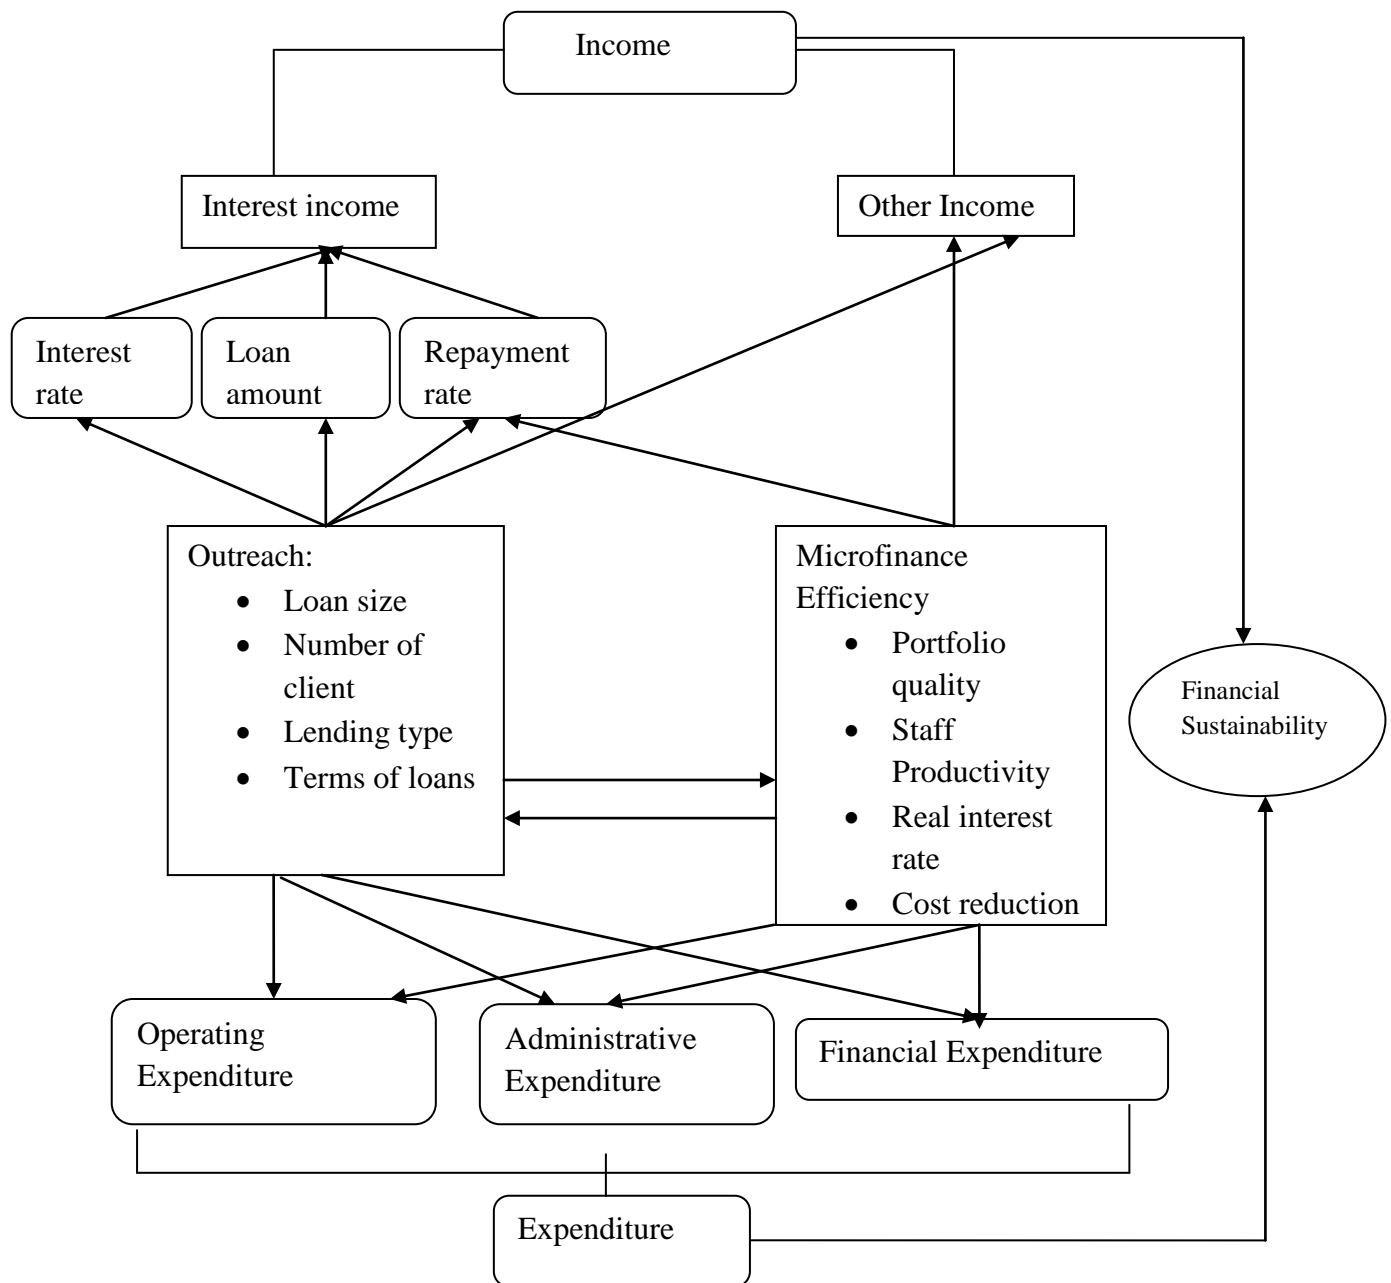 Income
Interest income
Other Income
Interest
rate
Loan
amount
Repayment
rate
Outreach:
• Loan size
• Number of
client
• Lending type
• Terms of loans
Microfinance
Efficiency
• Portfolio
quality
• Staff
Productivity
• Real interest
rate
• Cost reduction
Financial
Sustainability
Operating
Expenditure
Administrative
Expenditure
Financial Expenditure
Expenditure